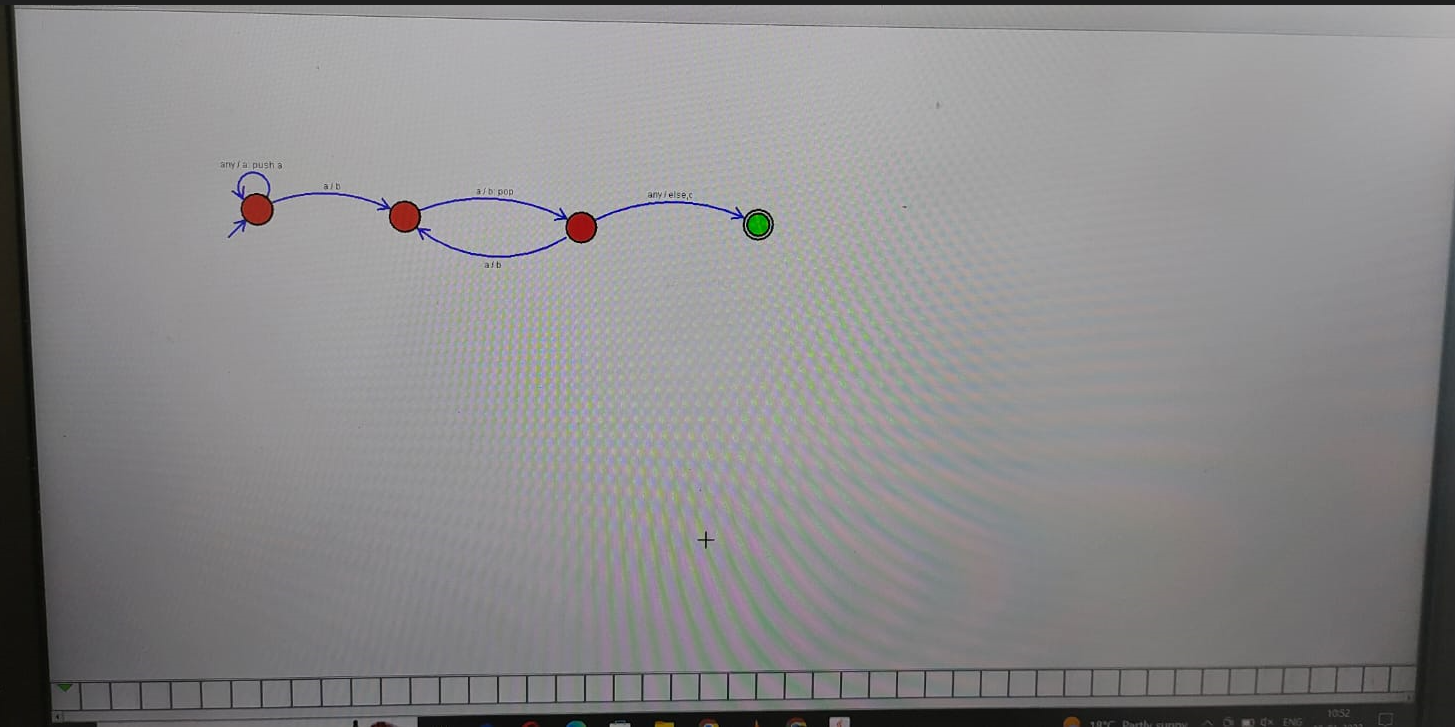 any / a: push a
a / b
a / b: pop
any / else,c
a / b
18°C Partly sunny
ENG
10:52